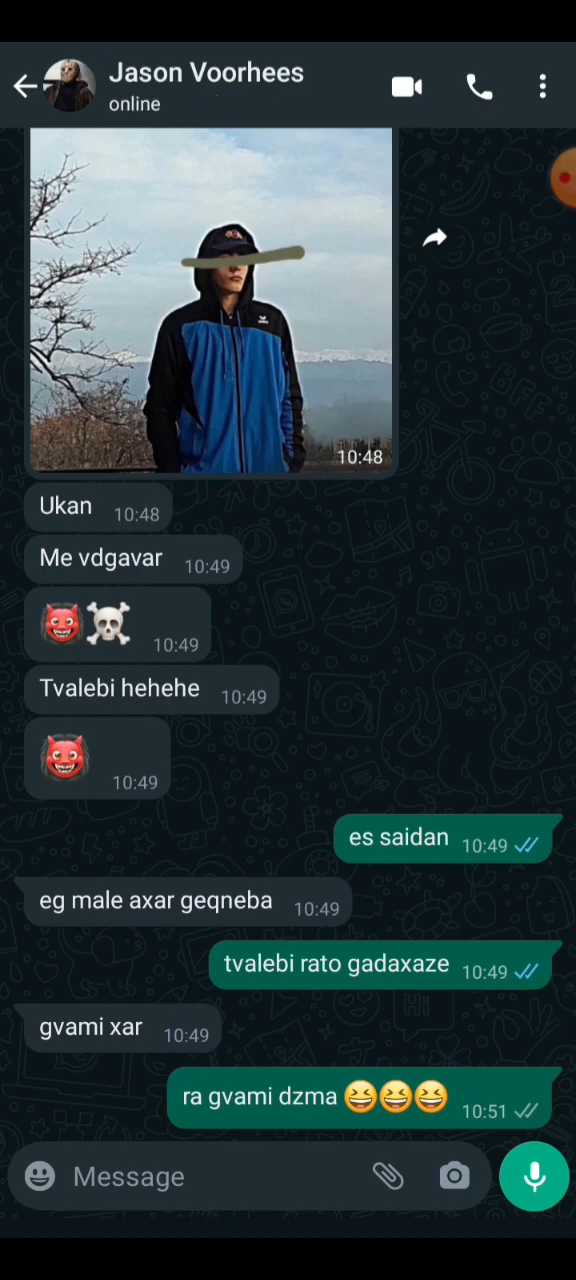 Jason Voorhees
online
10:48
Ukan 10:48
Me vdgavar 10:49
👹☠️ 10:49
Tvalebi hehehe 10:49
👹 10:49
es saidan 10:49
eg male axar geqneba 10:49
tvalebi rato gadaxaze 10:49
gvami xar 10:49
ra gvami dzma 😆😆😆 10:51
Message